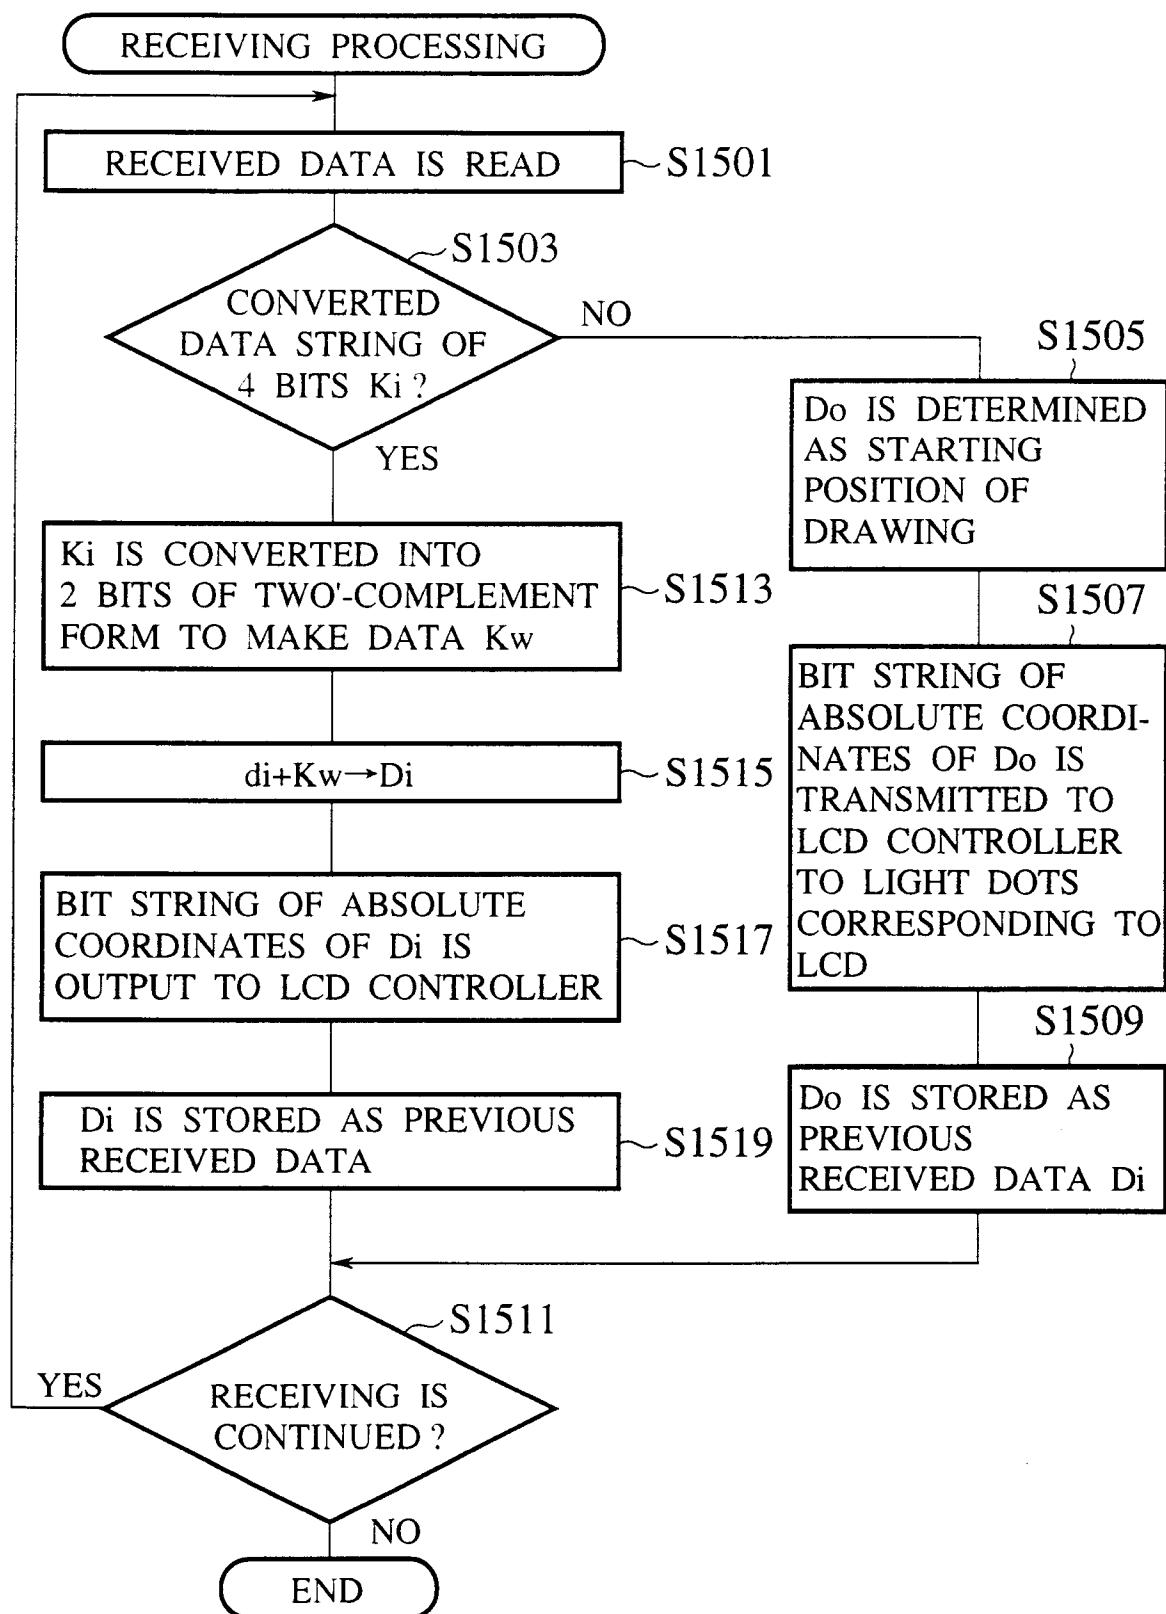 RECEIVING PROCESSING
RECEIVED DATA IS READ
S1501
S1503
CONVERTED
DATA STRING OF
4 BITS Ki ?
NO
YES
S1505
Do IS DETERMINED
AS STARTING
POSITION OF
DRAWING
Ki IS CONVERTED INTO
2 BITS OF TWO'-COMPLEMENT
FORM TO MAKE DATA Kw
S1513
S1507
BIT STRING OF
ABSOLUTE COORDI-
NATES OF Do IS
TRANSMITTED TO
LCD CONTROLLER
TO LIGHT DOTS
CORRESPONDING TO
LCD
di+Kw→Di
S1515
BIT STRING OF ABSOLUTE
COORDINATES OF Di IS
OUTPUT TO LCD CONTROLLER
S1517
S1509
Do IS STORED AS
PREVIOUS
RECEIVED DATA Di
Di IS STORED AS PREVIOUS
RECEIVED DATA
S1519
S1511
YES
RECEIVING IS
CONTINUED ?
NO
END